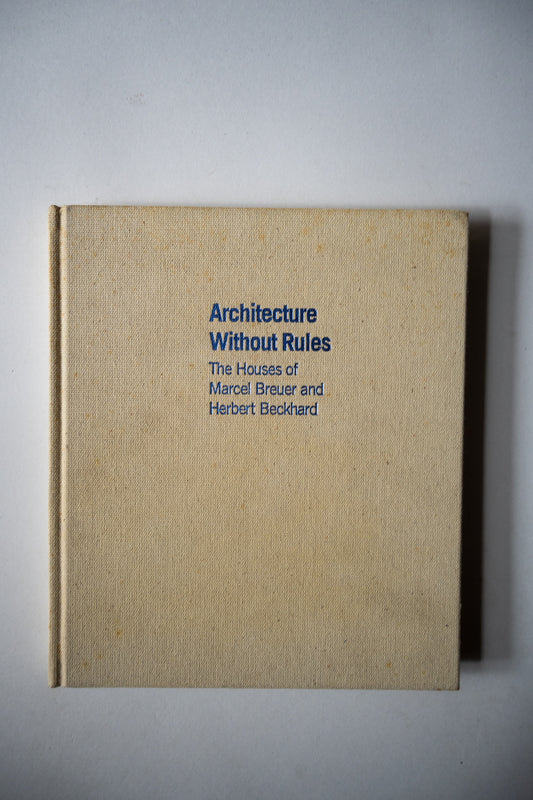 Architecture
Without Rules
The Houses of
Marcel Breuer and
Herbert Beckhard